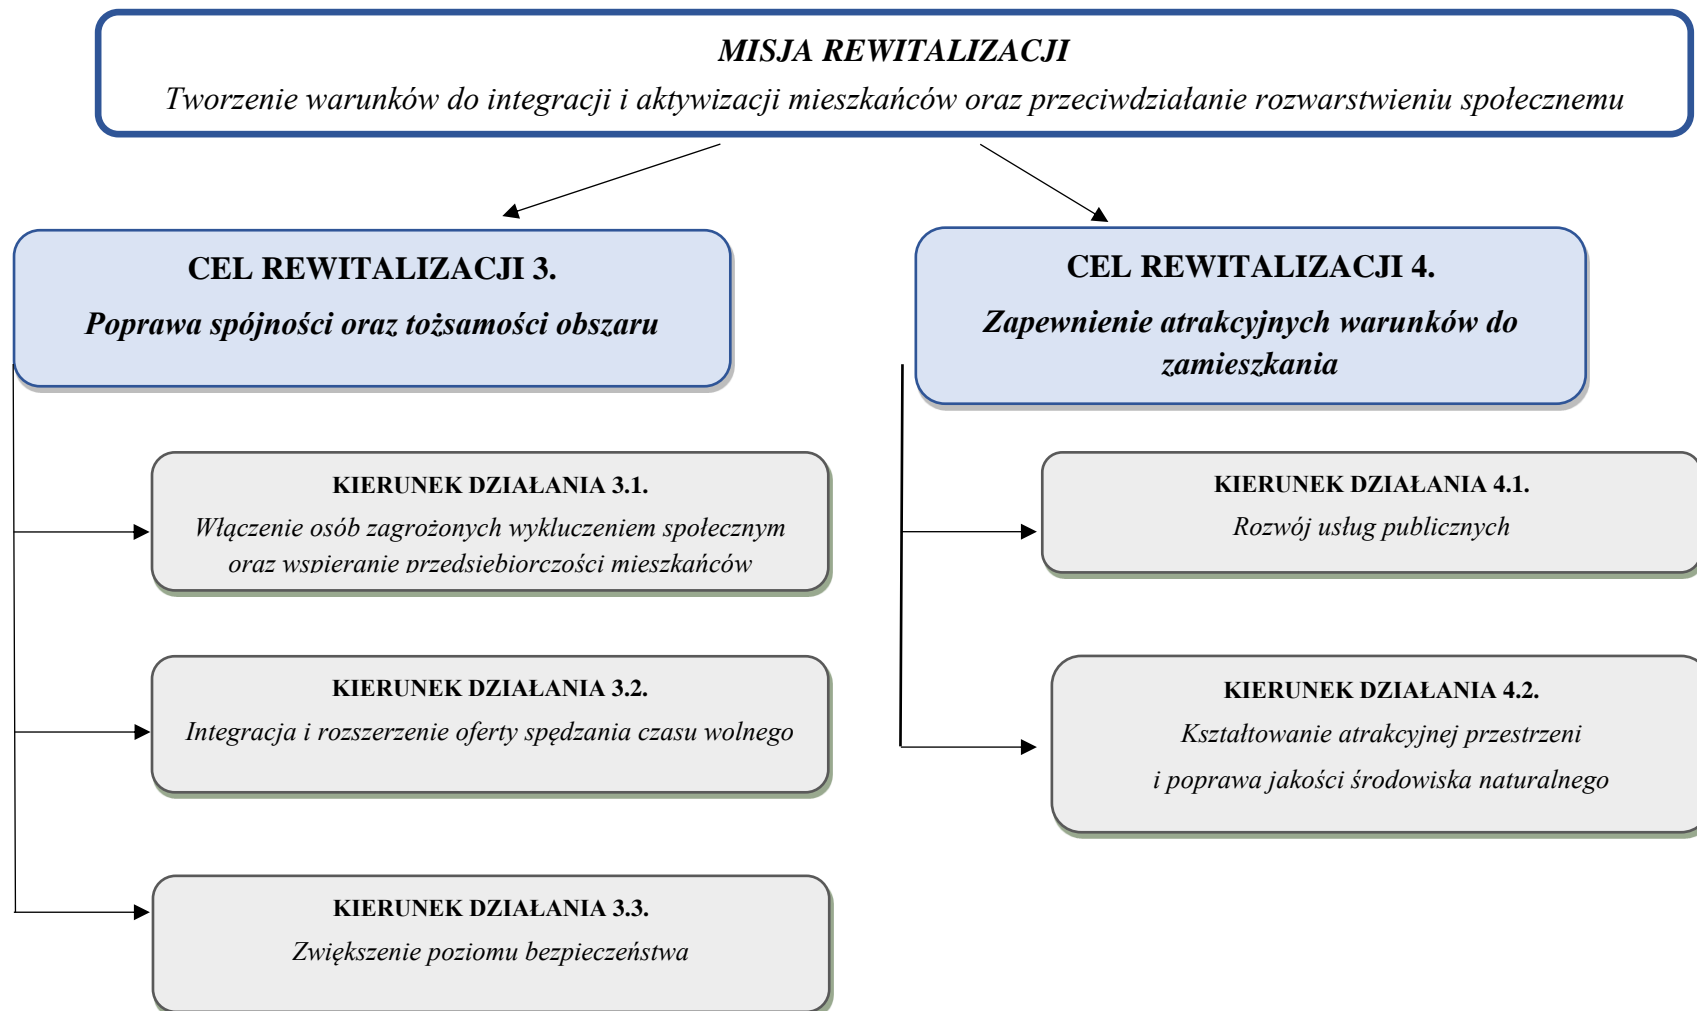 MISJA REWITALIZACJI
Tworzenie warunków do integracji i aktywizacji mieszkańców oraz przeciwdziałanie rozwarstwieniu społecznemu
CEL REWITALIZACJI 3.
Poprawa spójności oraz tożsamości obszaru
KIERUNEK DZIAŁANIA 3.1.
Włączenie osób zagrożonych wykluczeniem społecznym
oraz wspieranie przedsiebiorczości mieszkańców
KIERUNEK DZIAŁANIA 3.2.
Integracja i rozszerzenie oferty spędzania czasu wolnego
KIERUNEK DZIAŁANIA 3.3.
Zwiększenie poziomu bezpieczeństwa
CEL REWITALIZACJI 4.
Zapewnienie atrakcyjnych warunków do
zamieszkania
KIERUNEK DZIAŁANIA 4.1.
Rozwój usług publicznych
KIERUNEK DZIAŁANIA 4.2.
Kształtowanie atrakcyjnej przestrzeni
i poprawa jakości środowiska naturalnego